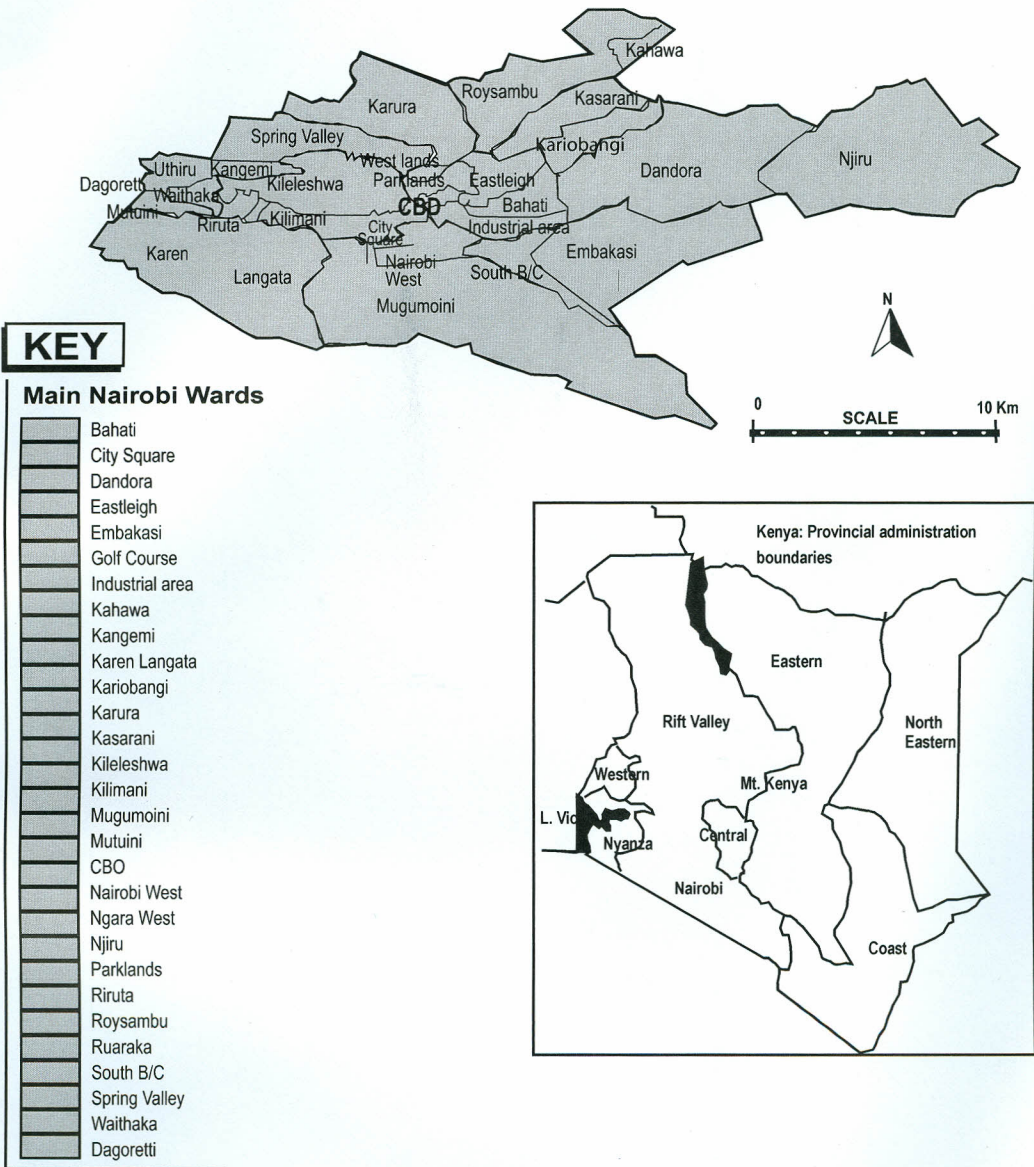 Kahawa
Roysambu
Kasarani
Karura
Spring Valley
Kariobangi
West lands
Dandora
Njiru
Uthiru
Kangemi
Kileleshwa
Parklands
Eastleigh
Dagoretti
Waithaka
CBD
Bahati
Mutuini
Riruta
Kilimani
City
Square
Industrial area
Karen
Langata
Nairobi
West
South B/C
Embakasi
Mugumoini
N
KEY
Main Nairobi Wards
0
10 Km
SCALE
Bahati
City Square
Dandora
Eastleigh
Embakasi
Golf Course
Industrial area
Kahawa
Kangemi
Karen Langata
Kariobangi
Karura
Kasarani
Kileleshwa
Kilimani
Mugumoini
Mutuini
CBO
Nairobi West
Ngara West
Njiru
Parklands
Riruta
Roysambu
Ruaraka
South B/C
Spring Valley
Waithaka
Dagoretti
Kenya: Provincial administration
boundaries
Eastern
Rift Valley
North
Eastern
Western
Mt. Kenya
L. Vic
Nyanza
Central
Nairobi
Coast